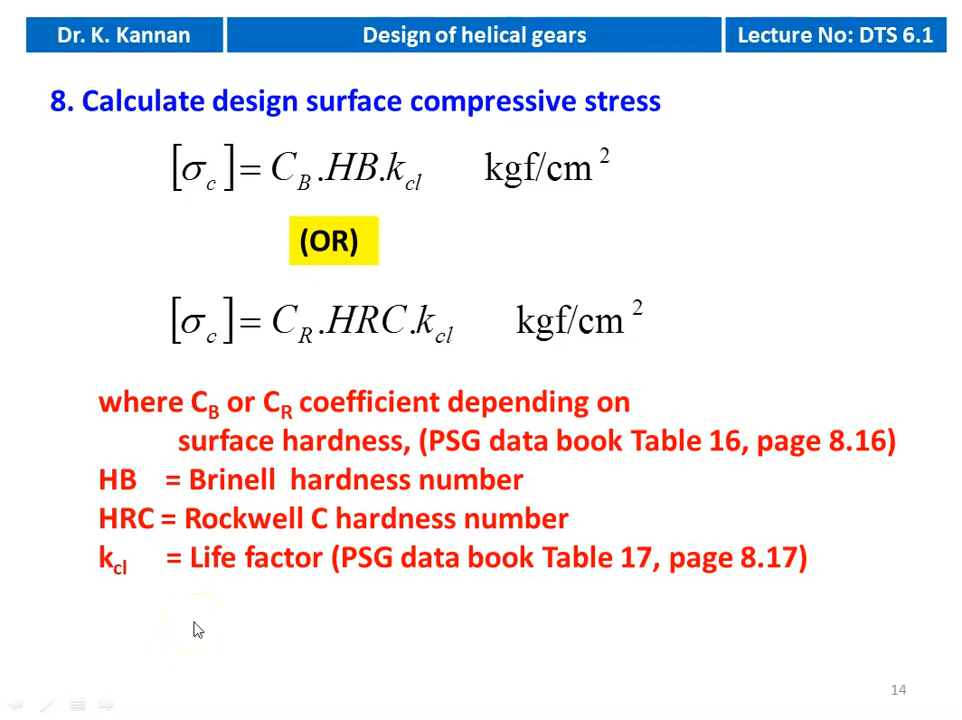 Dr. K. Kannan
Design of helical gears
Lecture No: DTS 6.1
8. Calculate design surface compressive stress
[σc] = CB.HB.kcl kgf/cm²
(OR)
[σc] = CR.HRC.kcl kgf/cm²
where CB or CR coefficient depending on
surface hardness, (PSG data book Table 16, page 8.16)
HB = Brinell hardness number
HRC = Rockwell C hardness number
kcl = Life factor (PSG data book Table 17, page 8.17)
14